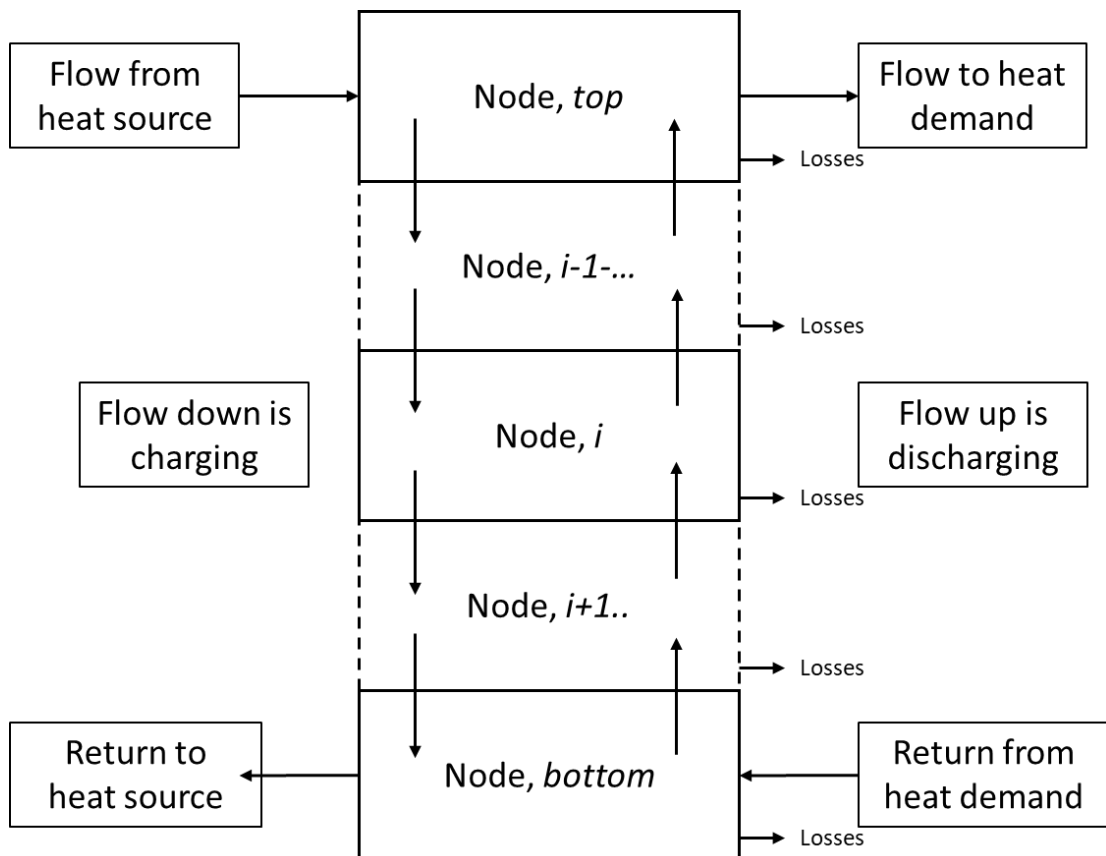 Flow from
heat source
Node, top
Flow to heat
demand
Losses
Node, i-1-...
Losses
Flow down is
charging
Node, i
Flow up is
discharging
Losses
Node, i+1..
Losses
Return to
heat source
Node, bottom
Return from
heat demand
Losses